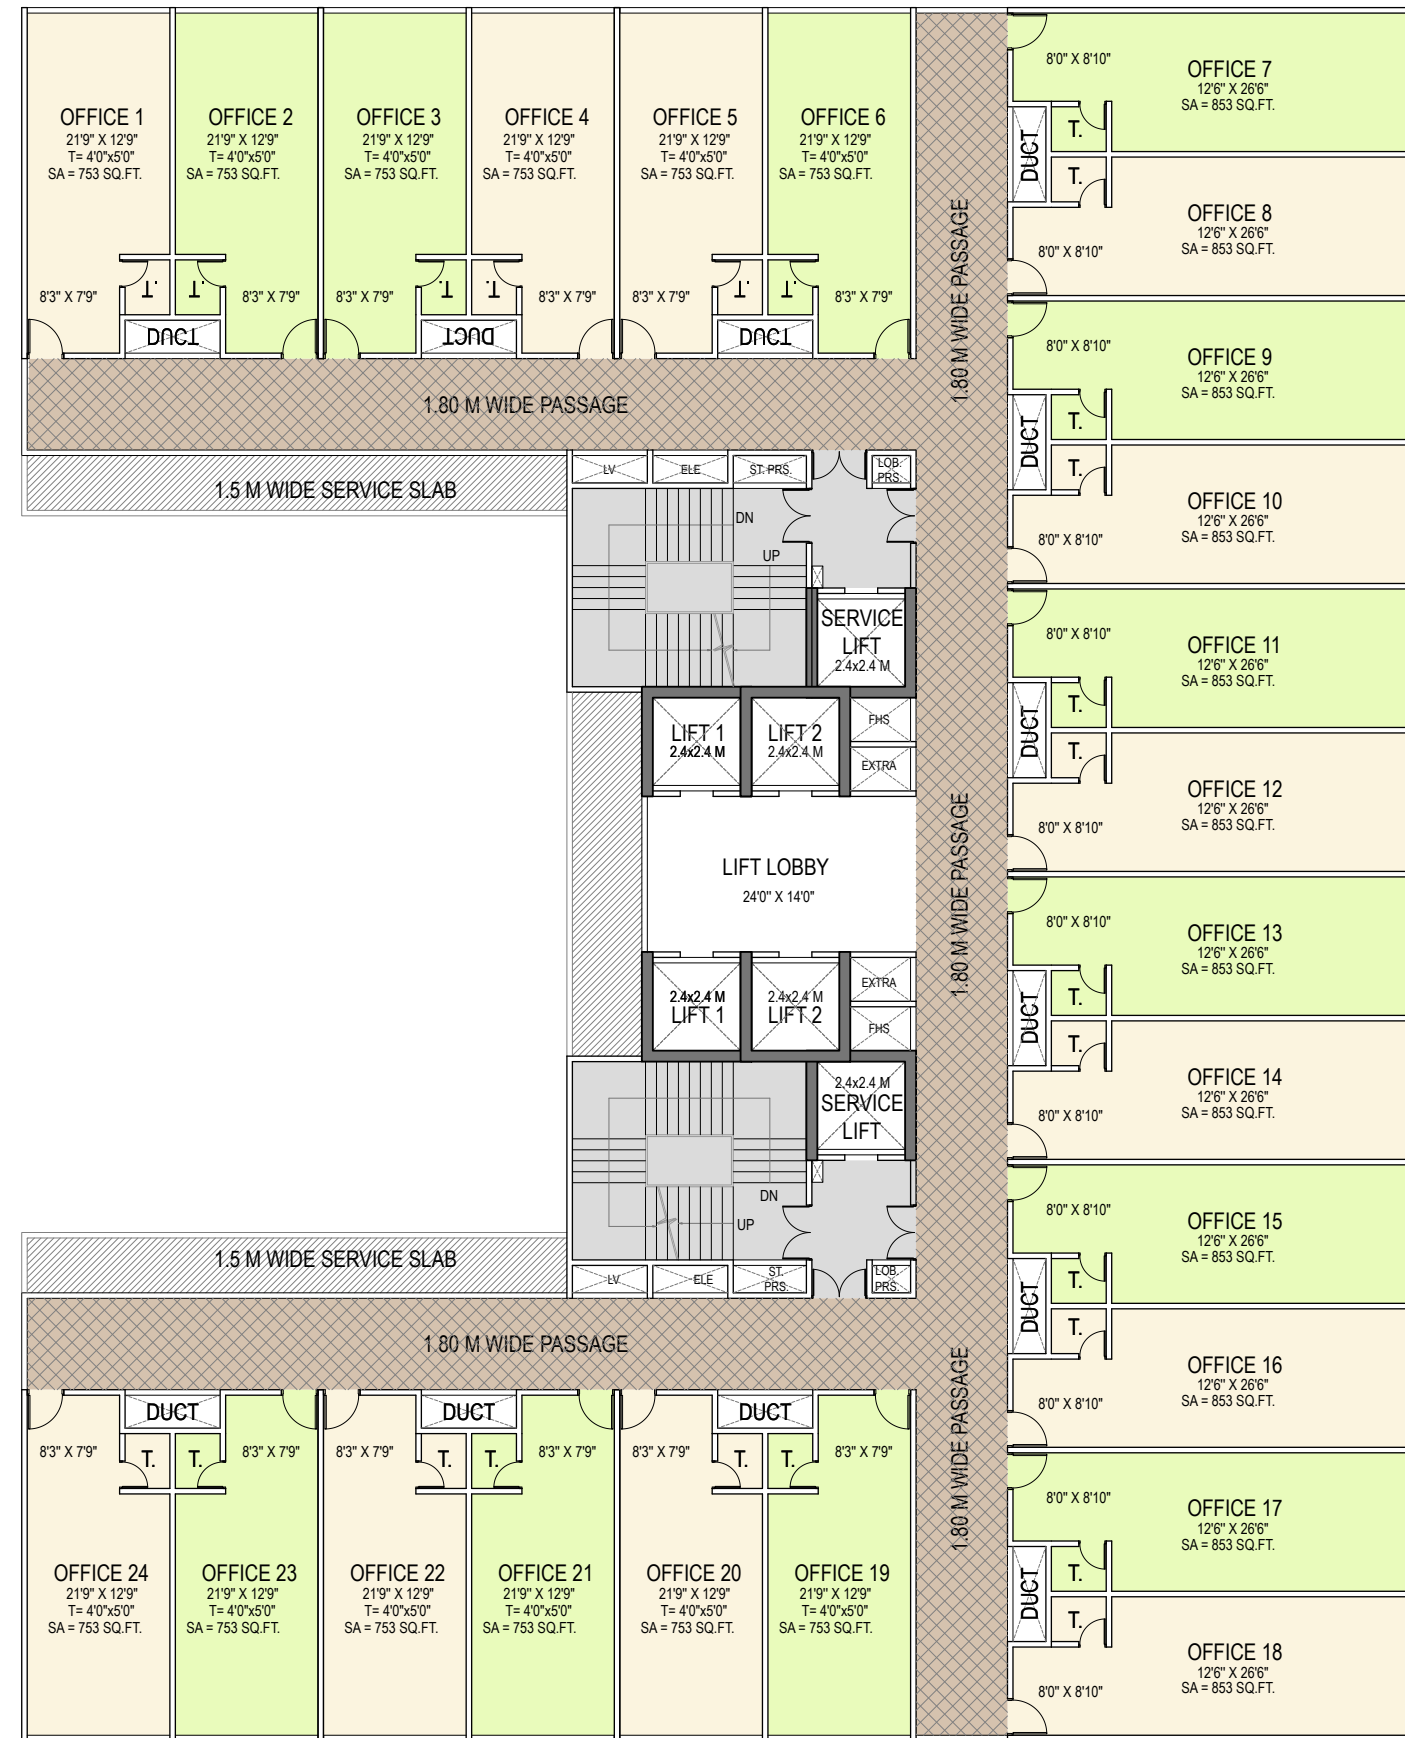 OFFICE 1
21'9" X 12'9"
T= 4'0"x5'0"
SA = 753 SQ.FT.
8'3" X 7'9"
T.
OFFICE 2
21'9" X 12'9"
T= 4'0"x5'0"
SA = 753 SQ.FT.
T.
8'3" X 7'9"
DUCT
OFFICE 3
21'9" X 12'9"
T= 4'0"x5'0"
SA = 753 SQ.FT.
8'3" X 7'9"
T.
OFFICE 4
21'9" X 12'9"
T= 4'0"x5'0"
SA = 753 SQ.FT.
T.
8'3" X 7'9"
DUCT
OFFICE 5
21'9" X 12'9"
T= 4'0"x5'0"
SA = 753 SQ.FT.
8'3" X 7'9"
T.
OFFICE 6
21'9" X 12'9"
T= 4'0"x5'0"
SA = 753 SQ.FT.
T.
8'3" X 7'9"
DUCT
1.80 M WIDE PASSAGE
1.80 M WIDE PASSAGE
1.5 M WIDE SERVICE SLAB
LV
ELE
ST. PRS.
LOB.
PRS.
DN
UP
SERVICE
LIFT
2.4x2.4 M
LIFT 1
2.4x2.4 M
LIFT 2
2.4x2.4 M
FHS
EXTRA
LIFT LOBBY
24'0" X 14'0"
1.80 M WIDE PASSAGE
2.4x2.4 M
LIFT 1
2.4x2.4 M
LIFT 2
EXTRA
FHS
2.4x2.4 M
SERVICE
LIFT
DN
UP
1.5 M WIDE SERVICE SLAB
LV
ELE
ST.
PRS.
LOB.
PRS.
1.80 M WIDE PASSAGE
1.80 M WIDE PASSAGE
8'0" X 8'10"
OFFICE 7
12'6" X 26'6"
SA = 853 SQ.FT.
T.
DUCT
T.
OFFICE 8
12'6" X 26'6"
SA = 853 SQ.FT.
8'0" X 8'10"
8'0" X 8'10"
OFFICE 9
12'6" X 26'6"
SA = 853 SQ.FT.
T.
DUCT
T.
OFFICE 10
12'6" X 26'6"
SA = 853 SQ.FT.
8'0" X 8'10"
8'0" X 8'10"
OFFICE 11
12'6" X 26'6"
SA = 853 SQ.FT.
T.
DUCT
T.
OFFICE 12
12'6" X 26'6"
SA = 853 SQ.FT.
8'0" X 8'10"
8'0" X 8'10"
OFFICE 13
12'6" X 26'6"
SA = 853 SQ.FT.
T.
DUCT
T.
OFFICE 14
12'6" X 26'6"
SA = 853 SQ.FT.
8'0" X 8'10"
8'0" X 8'10"
OFFICE 15
12'6" X 26'6"
SA = 853 SQ.FT.
T.
DUCT
T.
OFFICE 16
12'6" X 26'6"
SA = 853 SQ.FT.
8'0" X 8'10"
8'0" X 8'10"
OFFICE 17
12'6" X 26'6"
SA = 853 SQ.FT.
T.
DUCT
T.
OFFICE 18
12'6" X 26'6"
SA = 853 SQ.FT.
8'0" X 8'10"
DUCT
8'3" X 7'9"
T.
T.
8'3" X 7'9"
OFFICE 24
21'9" X 12'9"
T= 4'0"x5'0"
SA = 753 SQ.FT.
OFFICE 23
21'9" X 12'9"
T= 4'0"x5'0"
SA = 753 SQ.FT.
DUCT
8'3" X 7'9"
T.
T.
8'3" X 7'9"
OFFICE 22
21'9" X 12'9"
T= 4'0"x5'0"
SA = 753 SQ.FT.
OFFICE 21
21'9" X 12'9"
T= 4'0"x5'0"
SA = 753 SQ.FT.
DUCT
8'3" X 7'9"
T.
T.
8'3" X 7'9"
OFFICE 20
21'9" X 12'9"
T= 4'0"x5'0"
SA = 753 SQ.FT.
OFFICE 19
21'9" X 12'9"
T= 4'0"x5'0"
SA = 753 SQ.FT.